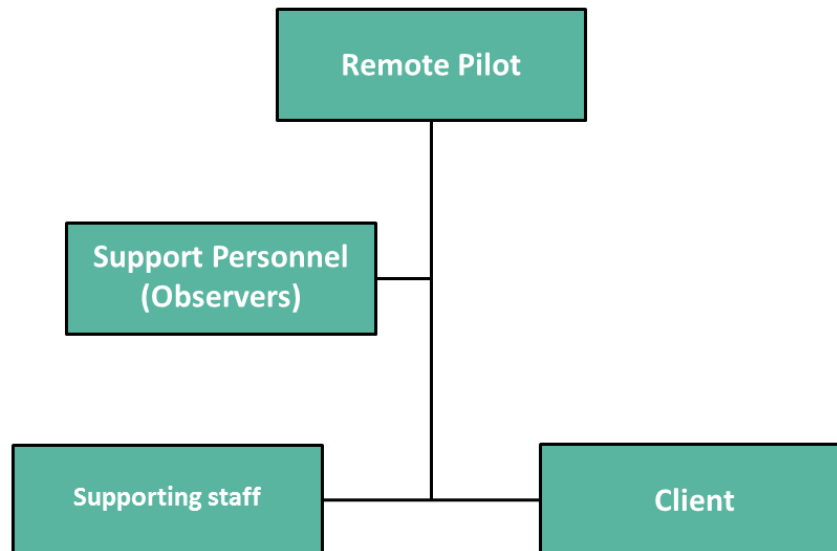 Remote Pilot
Support Personnel
(Observers)
Supporting staff
Client